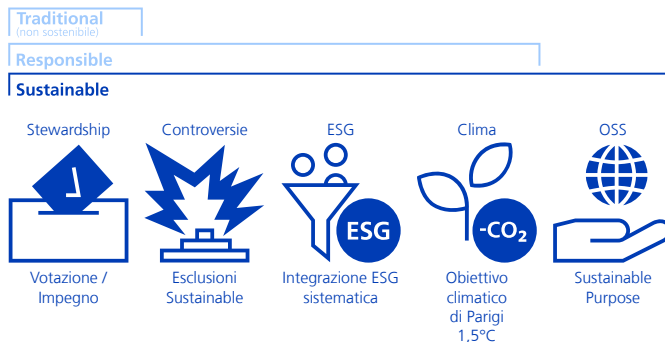 Traditional
(non sostenibile)
Responsible
Sustainable
Stewardship
Controversie
ESG
Clima
OSS
ESG
-CO₂
Votazione /
Impegno
Esclusioni
Sustainable
Integrazione ESG
sistematica
Obiettivo
climatico
di Parigi
1,5°C
Sustainable
Purpose